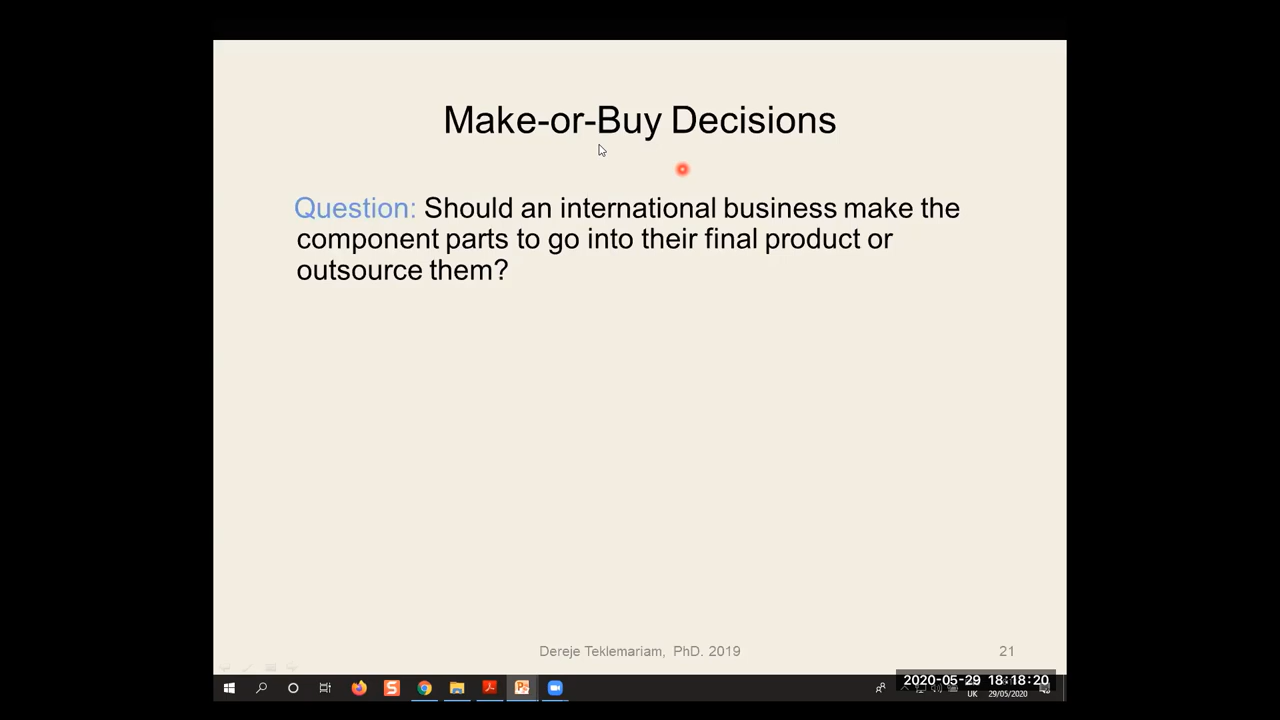 Make-or-Buy Decisions
Question: Should an international business make the
component parts to go into their final product or
outsource them?
Dereje Teklemariam, PhD. 2019
21
2020-05-29 18:18:20
UK
29/05/2020